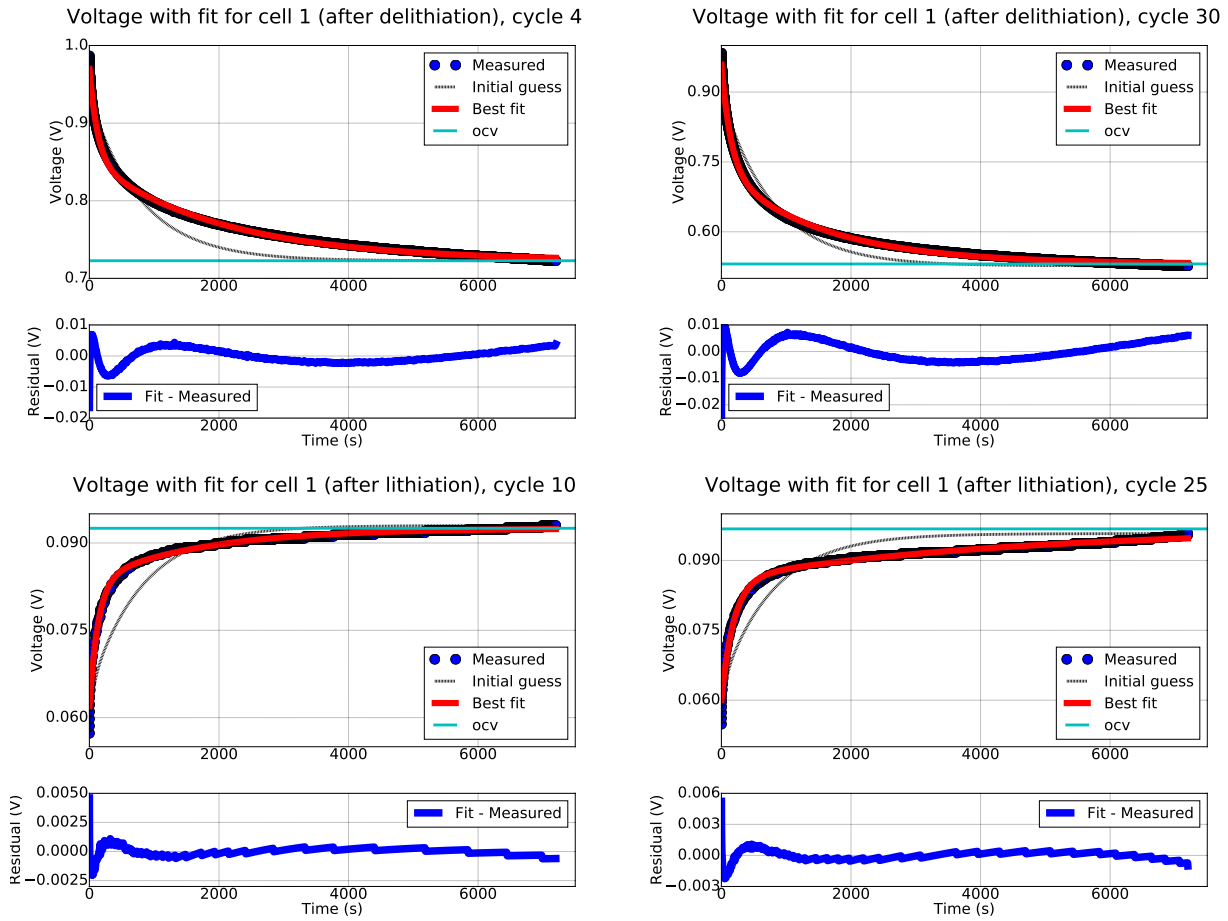 Voltage with fit for cell 1 (after delithiation), cycle 4
1.0
0.9
0.8
0.7
Voltage (V)
Measured
Initial guess
Best fit
ocv
0 2000 4000 6000
0.01
0.00
−0.01
−0.02
Residual (V)
Fit - Measured
0 2000 4000 6000
Time (s)
Voltage with fit for cell 1 (after delithiation), cycle 30
0.90
0.75
0.60
Voltage (V)
Measured
Initial guess
Best fit
ocv
0 2000 4000 6000
0.01
0.00
−0.01
−0.02
Residual (V)
Fit - Measured
0 2000 4000 6000
Time (s)
Voltage with fit for cell 1 (after lithiation), cycle 10
0.090
0.075
0.060
Voltage (V)
Measured
Initial guess
Best fit
ocv
0 2000 4000 6000
0.0050
0.0025
0.0000
−0.0025
Residual (V)
Fit - Measured
0 2000 4000 6000
Time (s)
Voltage with fit for cell 1 (after lithiation), cycle 25
0.090
0.075
0.060
Voltage (V)
Measured
Initial guess
Best fit
ocv
0 2000 4000 6000
0.006
0.003
0.000
−0.003
Residual (V)
Fit - Measured
0 2000 4000 6000
Time (s)